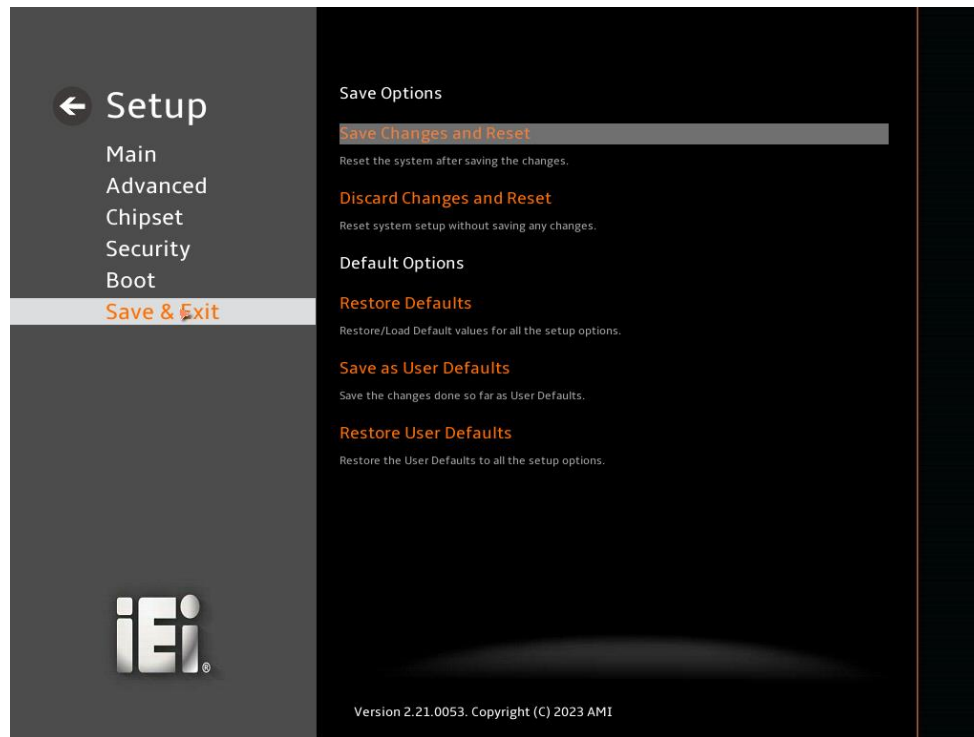 Setup
Main
Advanced
Chipset
Security
Boot
Save & Exit
Save Options
Save Changes and Reset
Reset the system after saving the changes.
Discard Changes and Reset
Reset system setup without saving any changes.
Default Options
Restore Defaults
Restore/Load Default values for all the setup options.
Save as User Defaults
Save the changes done so far as User Defaults.
Restore User Defaults
Restore the User Defaults to all the setup options.
iEi®
Version 2.21.0053. Copyright (C) 2023 AMI